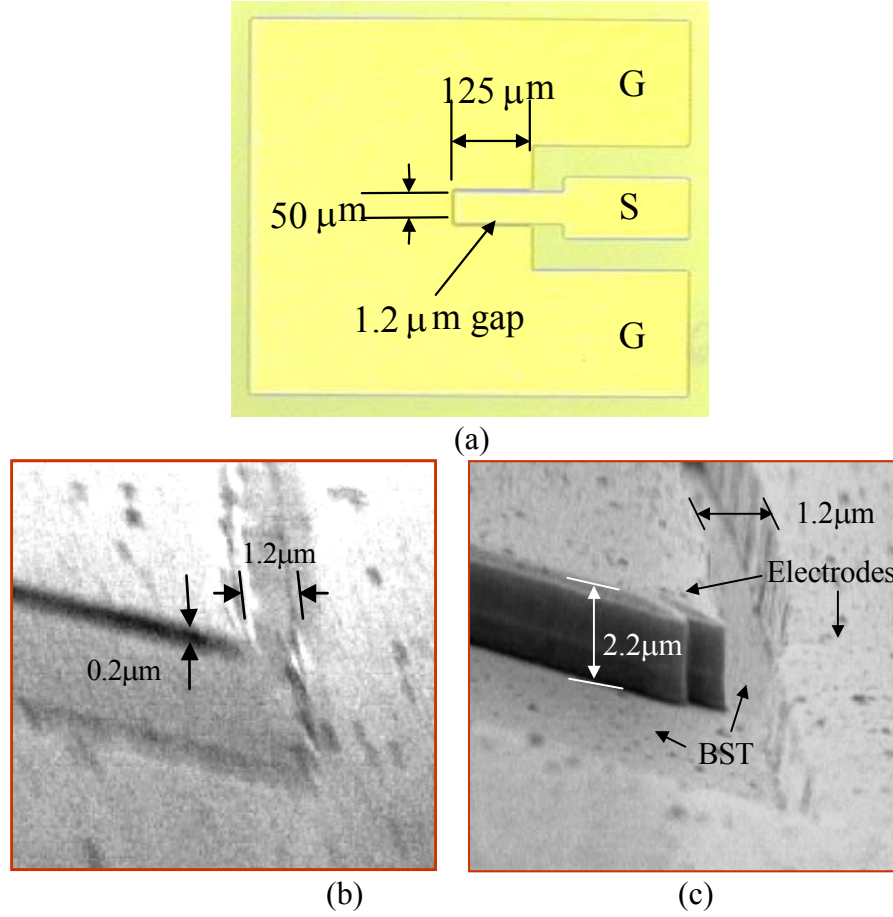 125 μm
G
50 μm
S
1.2 μm gap
G
(a)
1.2μm
0.2μm
(b)
1.2μm
Electrodes
2.2μm
BST
(c)